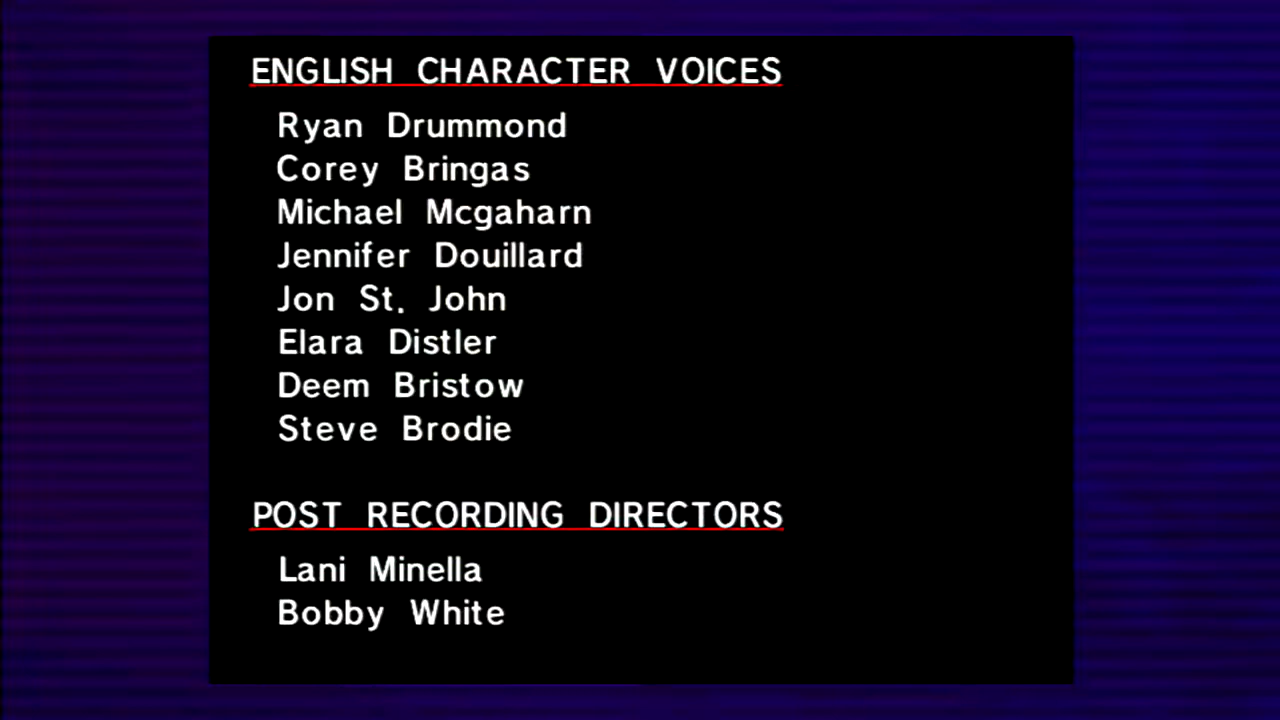 ENGLISH CHARACTER VOICES
Ryan Drummond
Corey Bringas
Michael Mcgaharn
Jennifer Douillard
Jon St. John
Elara Distler
Deem Bristow
Steve Brodie
POST RECORDING DIRECTORS
Lani Minella
Bobby White